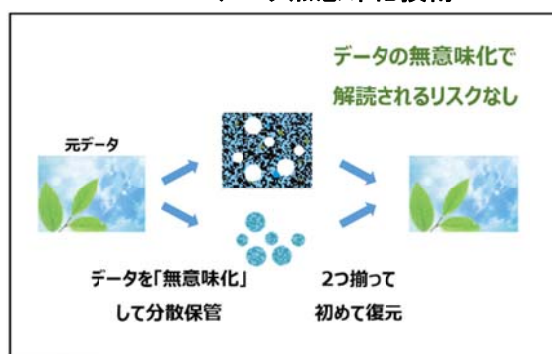 データの無意味化で
解読されるリスクなし
元データ
データを「無意味化」
して分散保管
2つ揃って
初めて復元